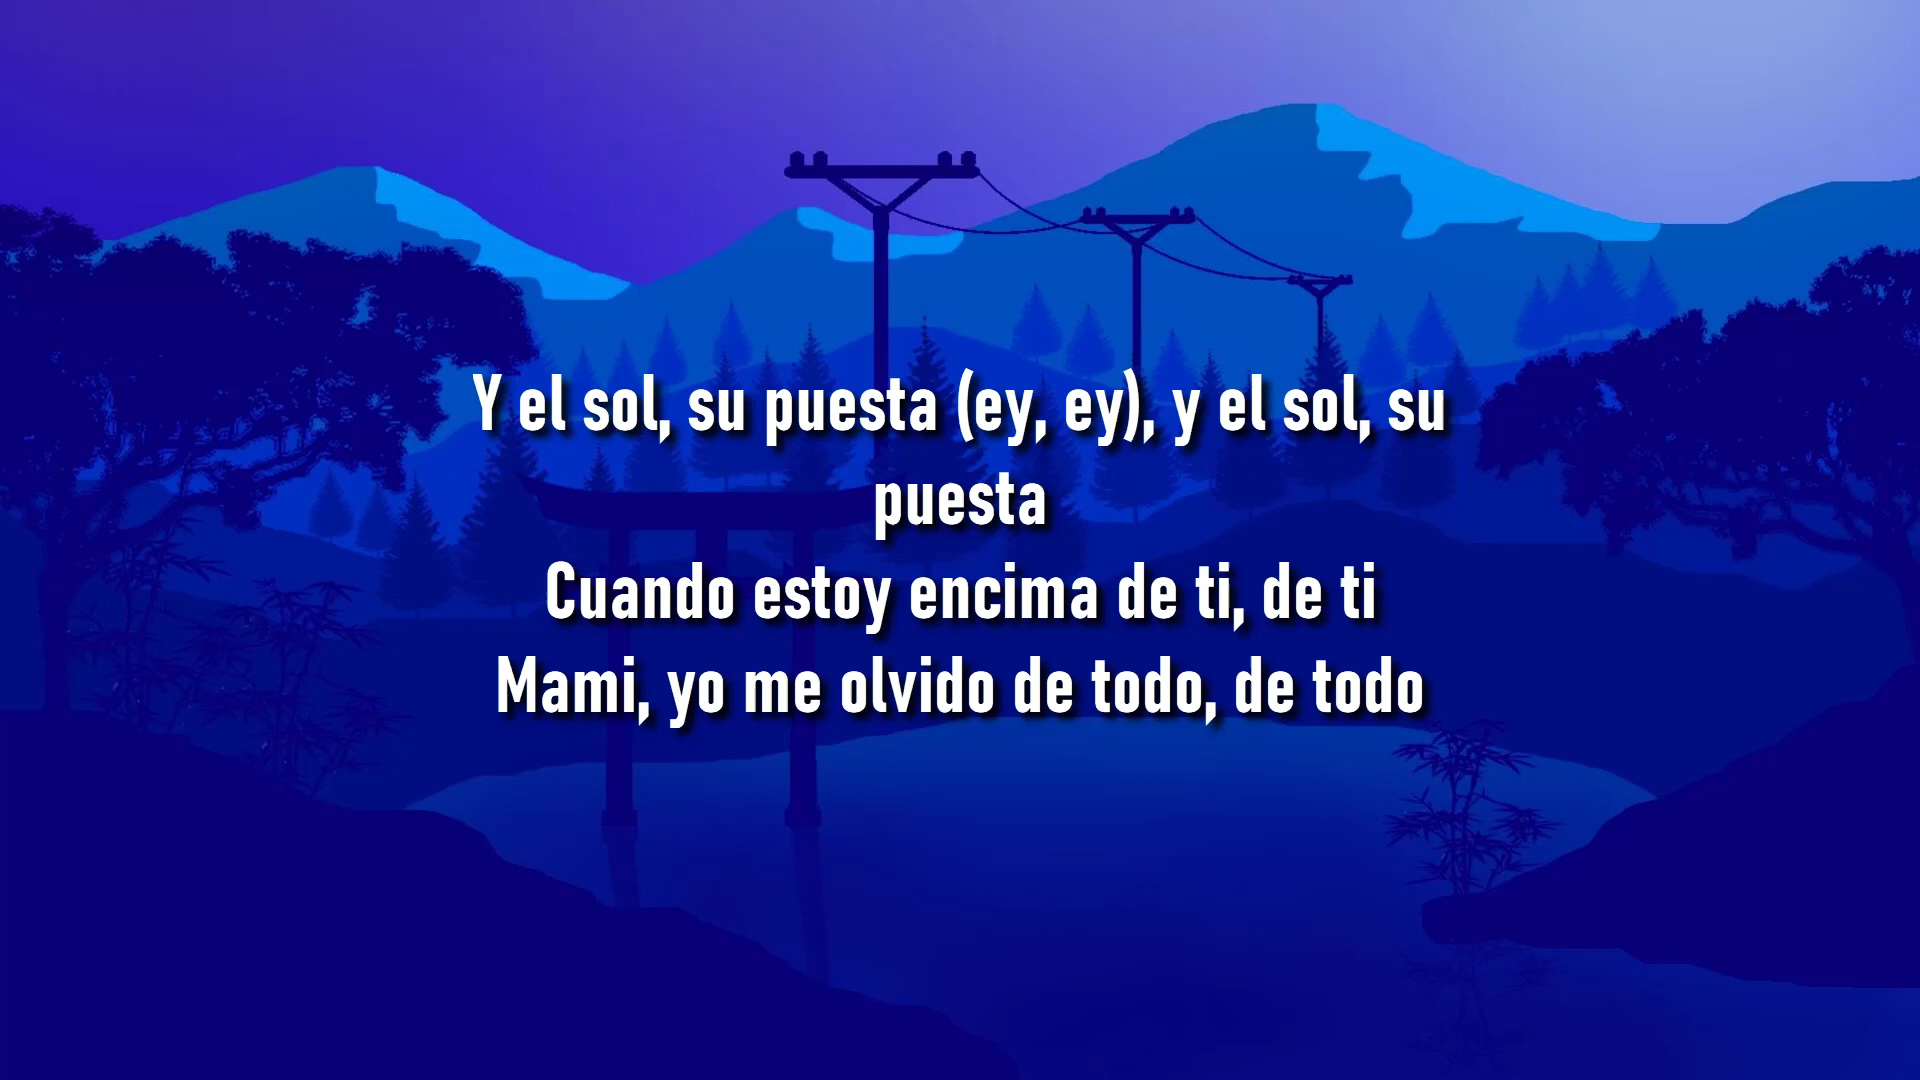 Y el sol, su puesta (ey, ey), y el sol, su
puesta
Cuando estoy encima de ti, de ti
Mami, yo me olvido de todo, de todo